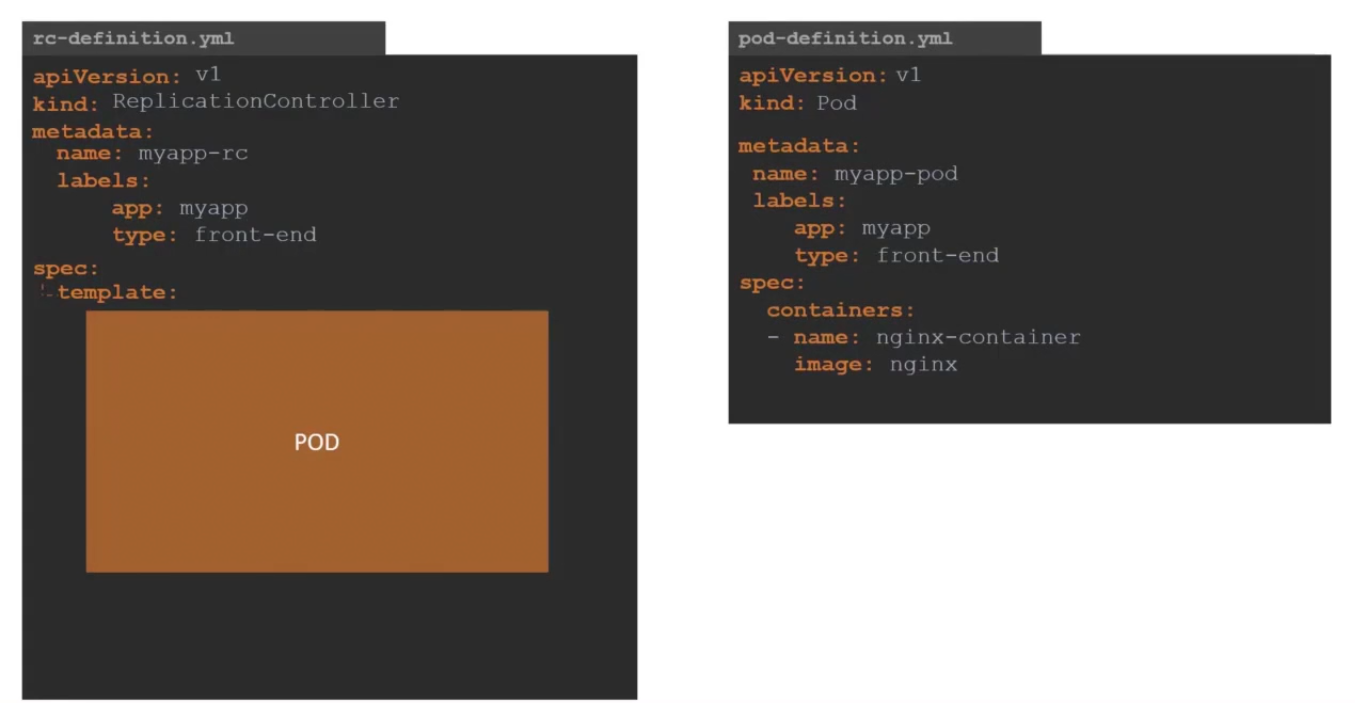 rc-definition.yml
apiVersion: v1
kind: ReplicationController
metadata:
  name: myapp-rc
  labels:
      app: myapp
      type: front-end
spec:
  template:
POD
pod-definition.yml
apiVersion: v1
kind: Pod
metadata:
 name: myapp-pod
 labels:
    app: myapp
    type: front-end
spec:
  containers:
  - name: nginx-container
    image: nginx